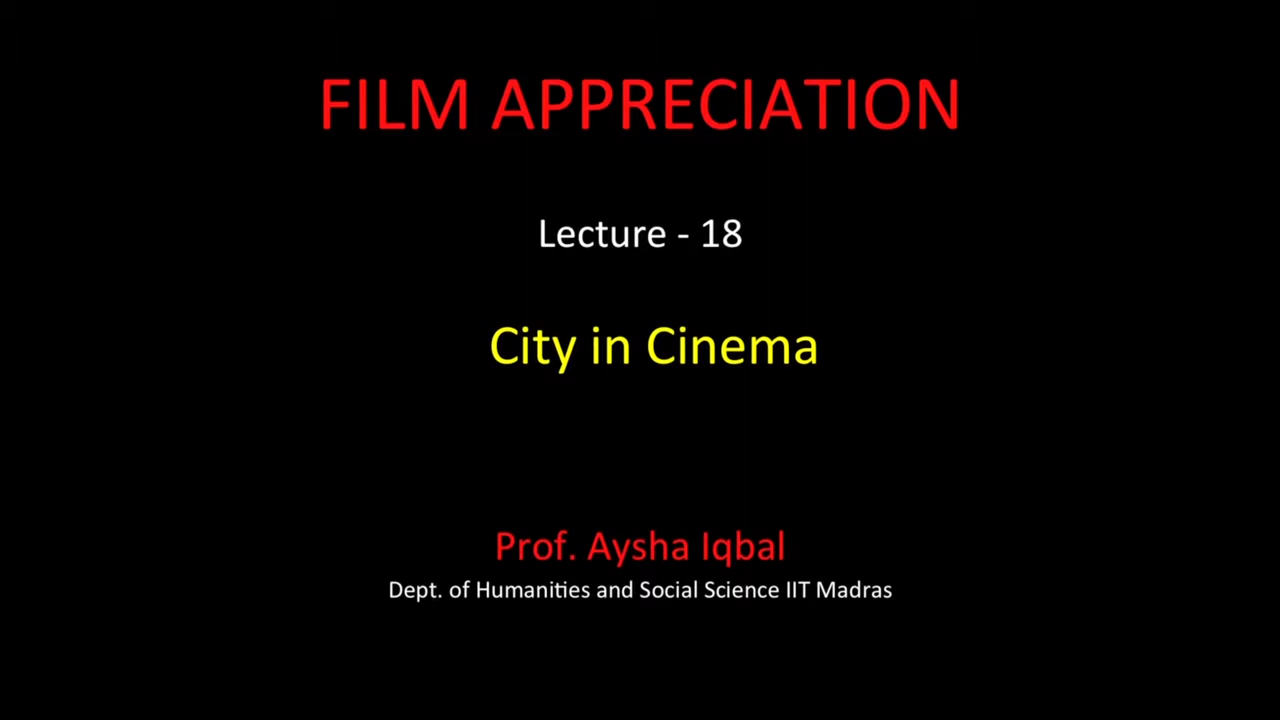 FILM APPRECIATION
Lecture - 18
City in Cinema
Prof. Aysha Iqbal
Dept. of Humanities and Social Science IIT Madras